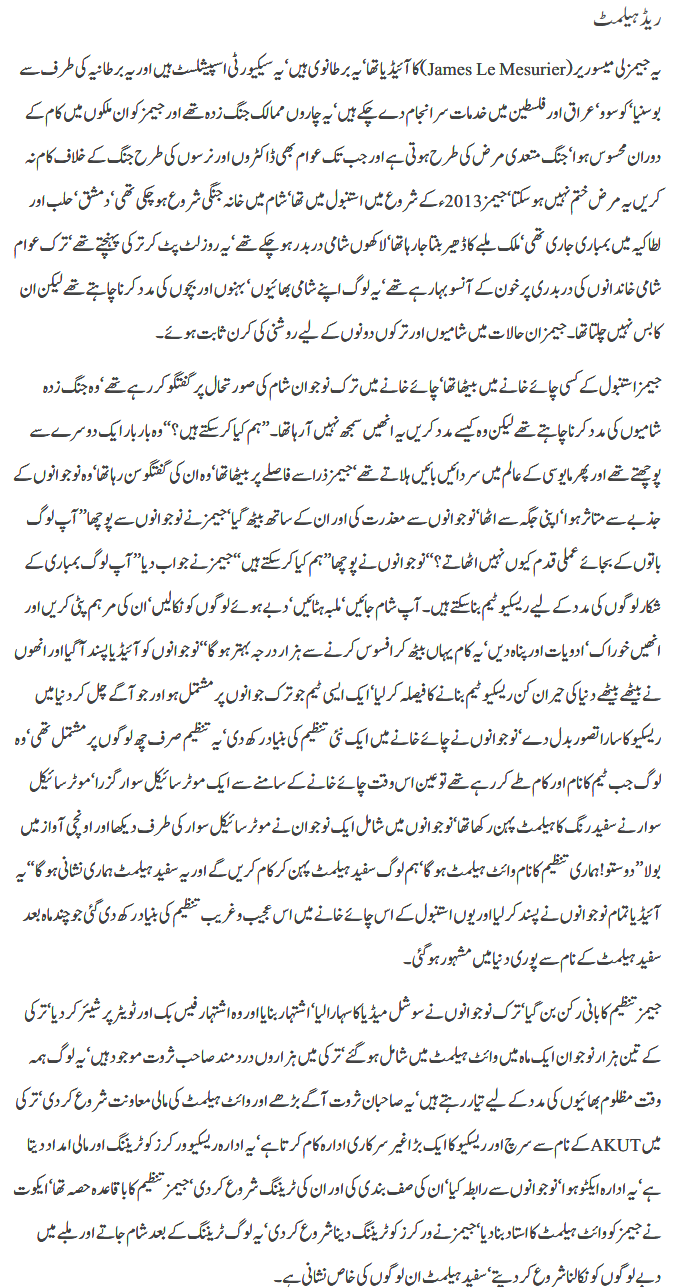 ریڈ ہیلمٹ
یہ جیمز لی میسوریر (James Le Mesurier) کا آئیڈیا تھا‘ یہ برطانوی ہیں‘ یہ سیکیورٹی اسپیشلسٹ ہیں اور یہ برطانیہ کی طرف سے
بوسنیا‘ کوسوو‘ عراق اور فلسطین میں خدمات سرانجام دے چکے ہیں‘ یہ چاروں ممالک جنگ زدہ تھے اور جیمز کو ان ملکوں میں کام کے
دوران محسوس ہوا‘ جنگ متعدی مرض کی طرح ہوتی ہے اور جب تک عوام بھی ڈاکٹروں اور نرسوں کی طرح جنگ کے خلاف کام نہ
کریں یہ مرض ختم نہیں ہو سکتا‘ جیمز 2013ء کے شروع میں استنبول میں تھا‘ شام میں خانہ جنگی شروع ہو چکی تھی‘ دمشق‘ حلب اور
لطاکیہ میں بمباری جاری تھی‘ ملک ملبے کا ڈھیر بنتا جا رہا تھا‘ لاکھوں شامی دربدر ہو چکے تھے‘ یہ روز لٹ پٹ کر ترکی پہنچتے تھے‘ ترک عوام
شامی خاندانوں کی دربدری پر خون کے آنسو بہا رہے تھے‘ یہ لوگ اپنے شامی بھائیوں‘ بہنوں اور بچوں کی مدد کرنا چاہتے تھے لیکن ان
کا بس نہیں چلتا تھا۔ جیمز ان حالات میں شامیوں اور ترکوں دونوں کے لیے روشنی کی کرن ثابت ہوئے۔
جیمز استنبول کے کسی چائے خانے میں بیٹھا تھا‘ چائے خانے میں ترک نوجوان شام کی صورتحال پر گفتگو کر رہے تھے‘ وہ جنگ زدہ
شامیوں کی مدد کرنا چاہتے تھے لیکن وہ کیسے مدد کریں یہ انھیں سمجھ نہیں آ رہا تھا۔ ’’ہم کیا کر سکتے ہیں؟‘‘ وہ بار بار ایک دوسرے سے
پوچھتے تھے اور پھر مایوسی کے عالم میں سر دائیں بائیں ہلاتے تھے‘ جیمز ذرا سے فاصلے پر بیٹھا تھا‘ وہ ان کی گفتگو سن رہا تھا‘ وہ نوجوانوں کے
جذبے سے متاثر ہوا‘ اپنی جگہ سے اٹھا‘ نوجوانوں سے معذرت کی اور ان کے ساتھ بیٹھ گیا‘ جیمز نے نوجوانوں سے پوچھا’’ آپ لوگ
باتوں کے بجائے عملی قدم کیوں نہیں اٹھاتے؟‘‘ نوجوانوں نے پوچھا’’ ہم کیا کر سکتے ہیں‘‘ جیمز نے جواب دیا’’ آپ لوگ بمباری کے
شکار لوگوں کی مدد کے لیے ریسکیو ٹیم بنا سکتے ہیں۔ آپ شام جائیں‘ ملبہ ہٹائیں‘ دبے ہوئے لوگوں کو نکالیں‘ ان کی مرہم پٹی کریں اور
انھیں خوراک‘ ادویات اور پناہ دیں‘ یہ کام یہاں بیٹھ کر افسوس کرنے سے ہزار درجہ بہتر ہو گا‘‘ نوجوانوں کو آئیڈیا پسند آ گیا اور انھوں
نے بیٹھے بیٹھے دنیا کی حیران کن ریسکیو ٹیم بنانے کا فیصلہ کر لیا‘ ایک ایسی ٹیم جو ترک جوانوں پر مشتمل ہو اور جو آگے چل کر دنیا میں
ریسکیو کا سارا تصور بدل دے‘ نوجوانوں نے چائے خانے میں ایک نئی تنظیم کی بنیاد رکھ دی‘ یہ تنظیم صرف چھ لوگوں پر مشتمل تھی‘ وہ
لوگ جب ٹیم کا نام اور کام طے کر رہے تھے تو عین اس وقت چائے خانے کے سامنے سے ایک موٹر سائیکل سوار گزرا‘ موٹر سائیکل
سوار نے سفید رنگ کا ہیلمٹ پہن رکھا تھا‘ نوجوانوں میں شامل ایک نوجوان نے موٹر سائیکل سوار کی طرف دیکھا اور اونچی آواز میں
بولا’’ دوستو! ہماری تنظیم کا نام وائٹ ہیلمٹ ہو گا‘ ہم لوگ سفید ہیلمٹ پہن کر کام کریں گے اور یہ سفید ہیلمٹ ہماری نشانی ہو گا‘‘ یہ
آئیڈیا تمام نوجوانوں نے پسند کر لیا اور یوں استنبول کے اس چائے خانے میں اس عجیب و غریب تنظیم کی بنیاد رکھ دی گئی جو چند ماہ بعد
سفید ہیلمٹ کے نام سے پوری دنیا میں مشہور ہو گئی۔
جیمز تنظیم کا بانی رکن بن گیا‘ ترک نوجوانوں نے سوشل میڈیا کا سہارا لیا‘ اشتہار بنایا اور وہ اشتہار فیس بک اور ٹویٹر پر شیئر کر دیا‘ ترکی
کے تین ہزار نوجوان ایک ماہ میں وائٹ ہیلمٹ میں شامل ہو گئے‘ ترکی میں ہزاروں درد مند صاحب ثروت موجود ہیں‘ یہ لوگ ہمہ
وقت مظلوم بھائیوں کی مدد کے لیے تیار رہتے ہیں‘ یہ صاحبان ثروت آگے بڑھے اور وائٹ ہیلمٹ کی مالی معاونت شروع کر دی‘ ترکی
میں AKUT کے نام سے سرچ اور ریسکیو کا ایک بڑا غیر سرکاری ادارہ کام کرتا ہے‘ یہ ادارہ ریسکیو ورکرز کو ٹریننگ اور مالی امداد دیتا
ہے‘ یہ ادارہ ایکٹو ہوا‘ نوجوانوں سے رابطہ کیا‘ ان کی صف بندی کی اور ان کی ٹریننگ شروع کر دی‘ جیمز تنظیم کا باقاعدہ حصہ تھا‘ ایکوت
نے جیمز کو وائٹ ہیلمٹ کا استاد بنا دیا‘ جیمز نے ورکرز کو ٹریننگ دینا شروع کر دی‘ یہ لوگ ٹریننگ کے بعد شام جاتے اور ملبے میں
دبے لوگوں کو نکالنا شروع کر دیتے‘ سفید ہیلمٹ ان لوگوں کی خاص نشانی ہے۔